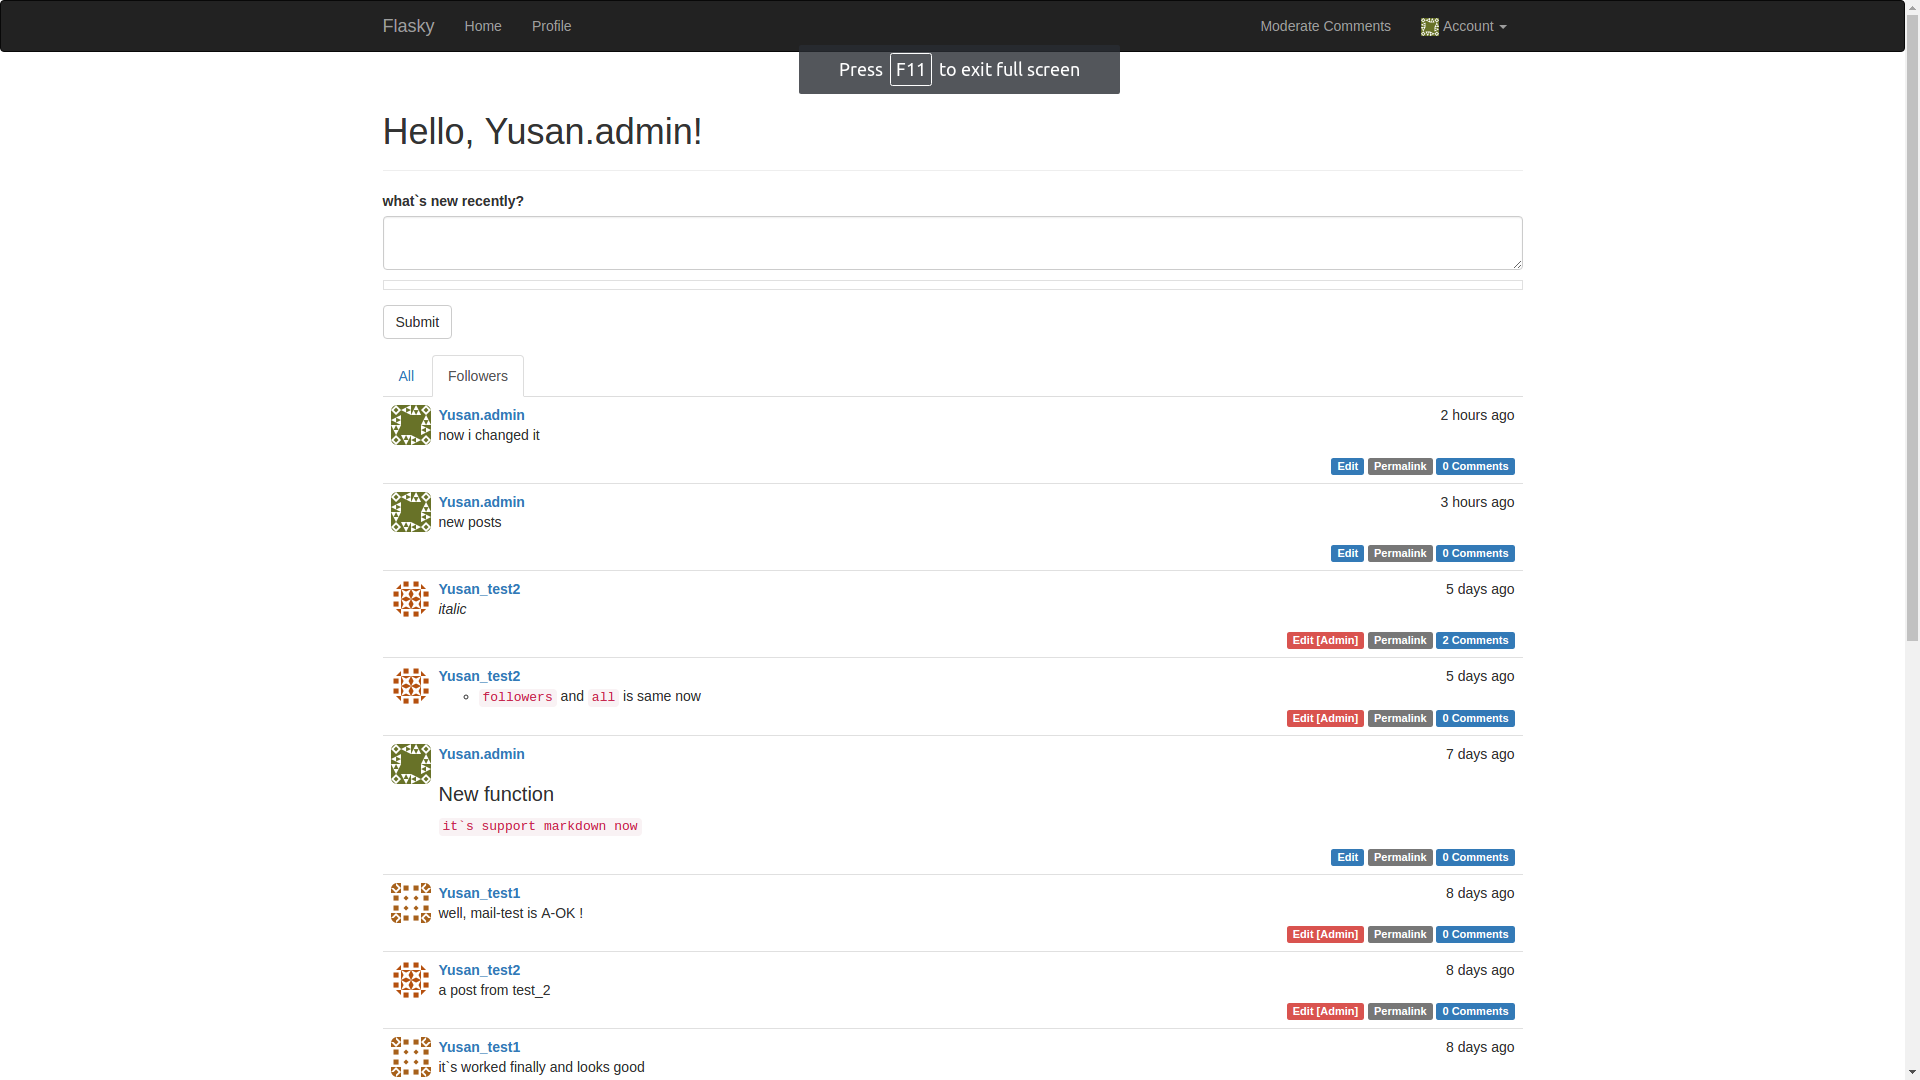 Flasky Home Profile Moderate Comments Account
Press F11 to exit full screen
Hello, Yusan.admin!
what`s new recently?
Submit
All Followers
Yusan.admin 2 hours ago
now i changed it
Edit Permalink 0 Comments
Yusan.admin 3 hours ago
new posts
Edit Permalink 0 Comments
Yusan_test2 5 days ago
italic
Edit [Admin] Permalink 2 Comments
Yusan_test2 5 days ago
followers and all is same now
Edit [Admin] Permalink 0 Comments
Yusan.admin 7 days ago
New function
it`s support markdown now
Edit Permalink 0 Comments
Yusan_test1 8 days ago
well, mail-test is A-OK !
Edit [Admin] Permalink 0 Comments
Yusan_test2 8 days ago
a post from test_2
Edit [Admin] Permalink 0 Comments
Yusan_test1 8 days ago
it`s worked finally and looks good